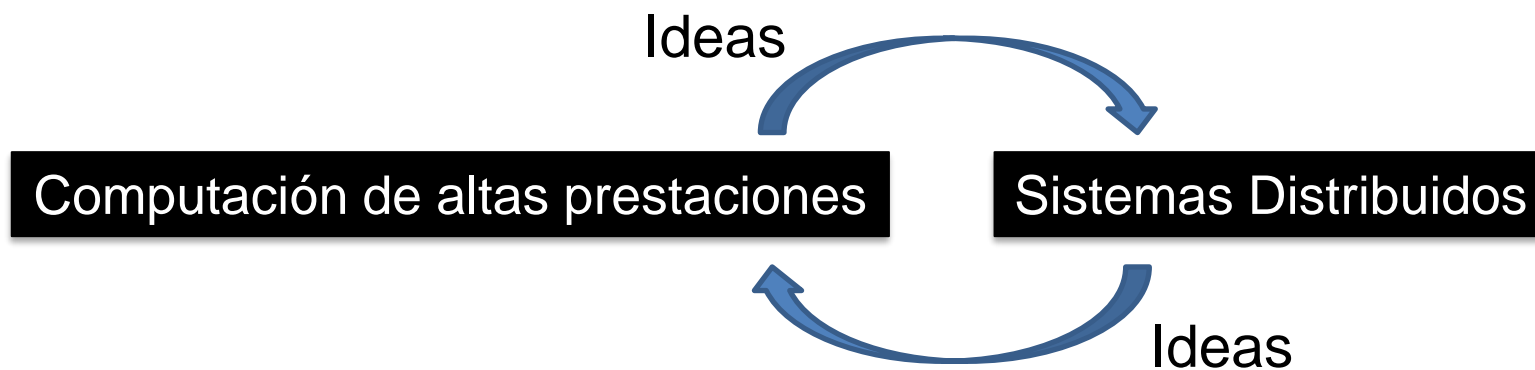 Ideas
Computación de altas prestaciones
Sistemas Distribuidos
Ideas